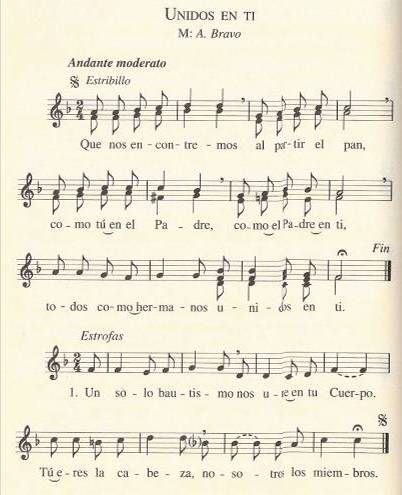 UNIDOS EN TI
M: A. Bravo
Andante moderato
Estribillo
Que nos en - con - tre - mos al par-tir el pan,
co - mo tú en el Pa - dre, co - mo el Padre en ti,
to - dos co - mo her - ma - nos u - ni - dos en ti.
Fin
Estrofas
1. Un so - lo bau - tis - mo nos u - re en tu Cuer - po.
Tú e - res la ca - be - za, no - so - tros los miem - bros.